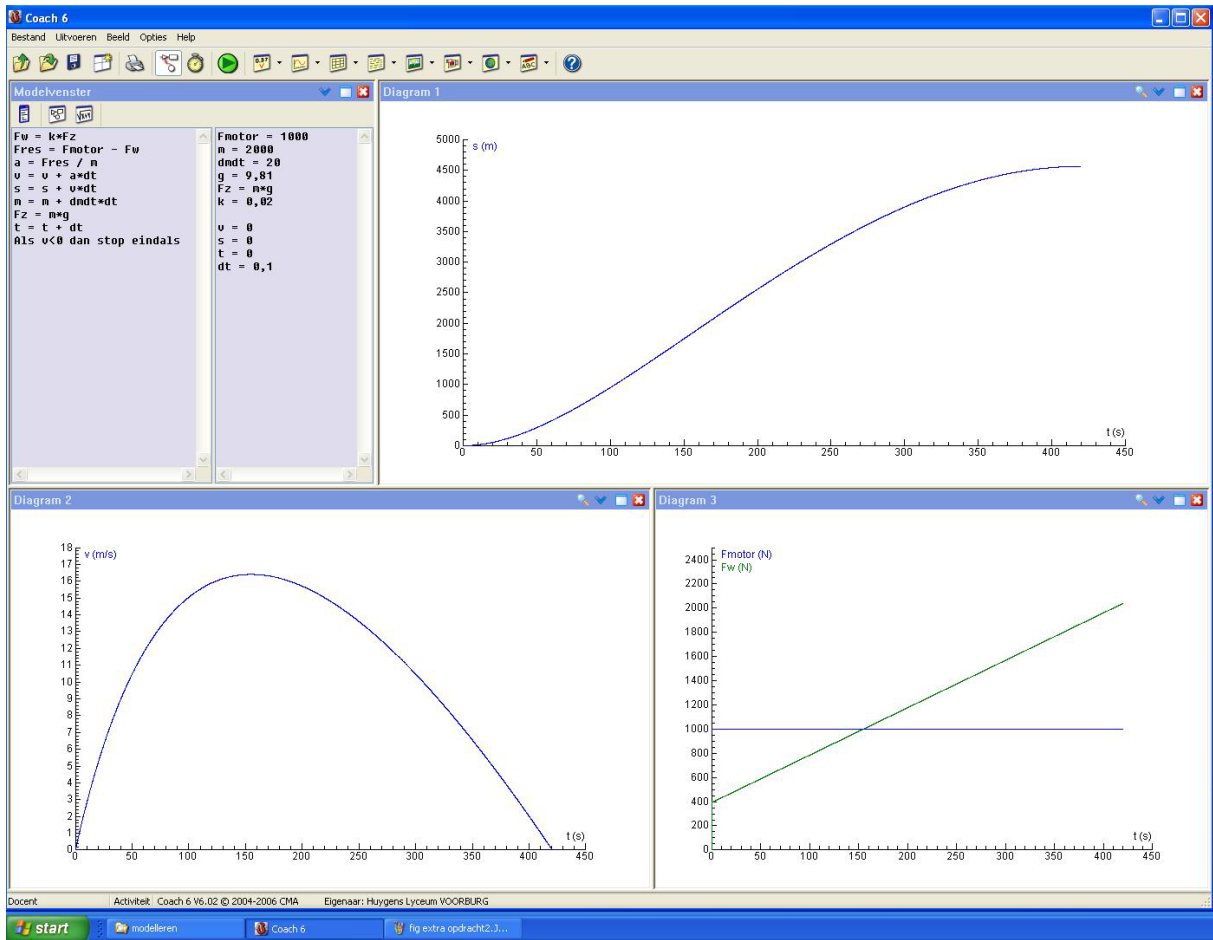 Coach 6
Bestand Uitvoeren Beeld Opties Help
Modelvenster
Fw = k*Fz
Fres = Fmotor - Fw
a = Fres / m
v = v + a*dt
s = s + v*dt
m = m + dmdt*dt
Fz = m*g
t = t + dt
Als v<0 dan stop eindals
Fmotor = 1000
m = 2000
dmdt = 20
g = 9,81
Fz = m*g
k = 0,02
v = 0
s = 0
t = 0
dt = 0,1
Diagram 1
s (m)
5000
4500
4000
3500
3000
2500
2000
1500
1000
500
0
0 50 100 150 200 250 300 350 400 450
t (s)
Diagram 2
v (m/s)
18
17
16
15
14
13
12
11
10
9
8
7
6
5
4
3
2
1
0
0 50 100 150 200 250 300 350 400 450
t (s)
Diagram 3
Fmotor (N)
Fw (N)
2400
2200
2000
1800
1600
1400
1200
1000
800
600
400
200
0
0 50 100 150 200 250 300 350 400 450
t (s)
Docent Activiteit: Coach 6 V6.02 © 2004-2006 CMA Eigenaar: Huygens Lyceum VOORBURG
start modelleren Coach 6 fig extra opdracht2.J...